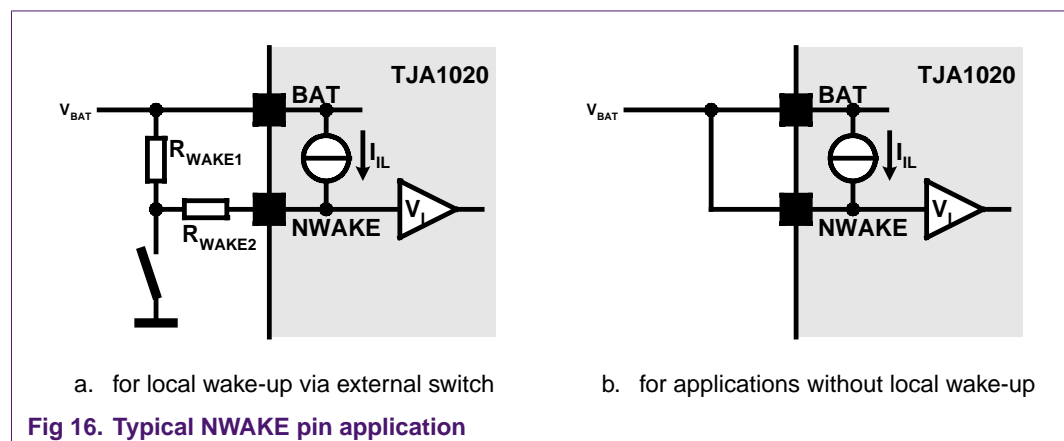 TJA1020
BAT
V_BAT
R_WAKE1
I_IL
R_WAKE2
NWAKE
V_I
TJA1020
BAT
V_BAT
I_IL
NWAKE
V_I
a. for local wake-up via external switch
b. for applications without local wake-up
Fig 16. Typical NWAKE pin application